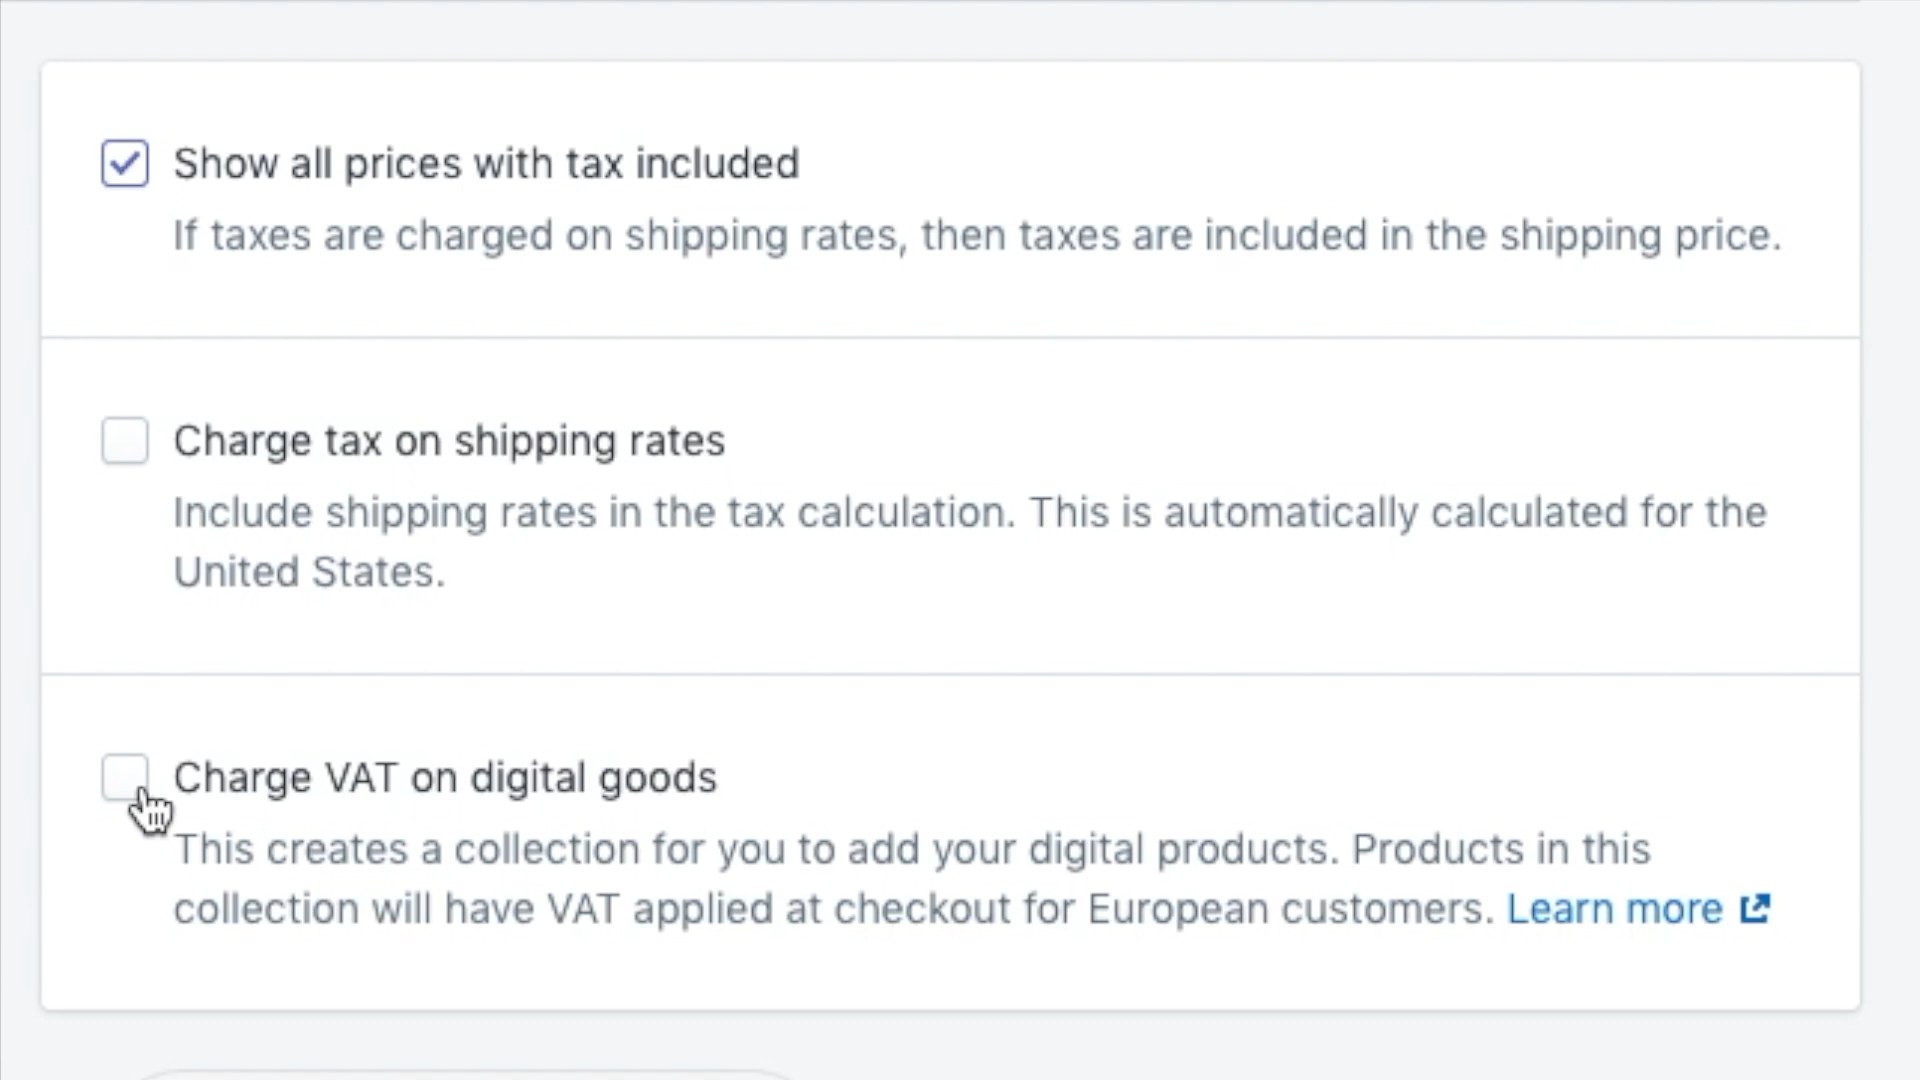 Show all prices with tax included
If taxes are charged on shipping rates, then taxes are included in the shipping price.
Charge tax on shipping rates
Include shipping rates in the tax calculation. This is automatically calculated for the
United States.
Charge VAT on digital goods
This creates a collection for you to add your digital products. Products in this
collection will have VAT applied at checkout for European customers. Learn more